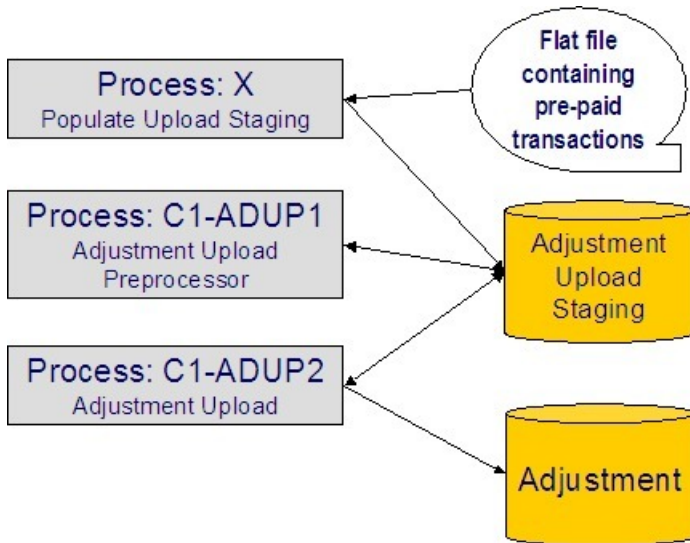 Process: X
Populate Upload Staging
Flat file
containing
pre-paid
transactions
Process: C1-ADUP1
Adjustment Upload
Preprocessor
Adjustment
Upload
Staging
Process: C1-ADUP2
Adjustment Upload
Adjustment